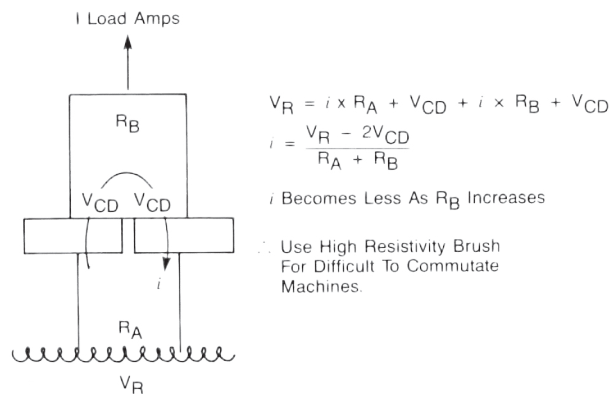 I Load Amps
R_B
V_CD V_CD
i
R_A
V_R
V_R = i x R_A + V_CD + i x R_B + V_CD
i = (V_R - 2V_CD) / (R_A + R_B)
i Becomes Less As R_B Increases
∴ Use High Resistivity Brush
For Difficult To Commutate
Machines.